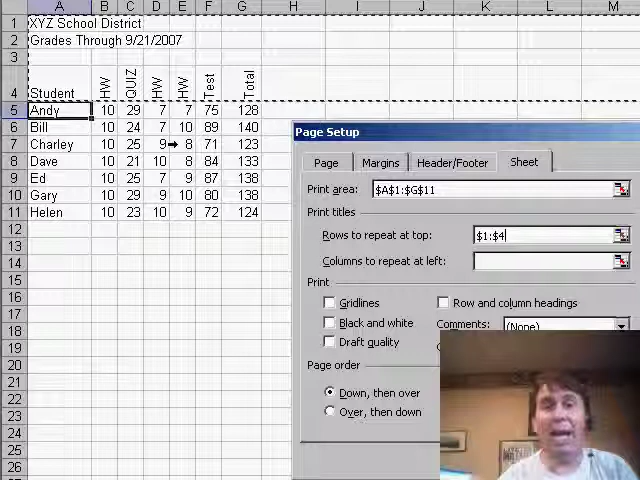 A B C D E F G H I J K L M
1 XYZ School District
2 Grades Through 9/21/2007
3
4 Student HW QUIZ HW HW Test Total
5 Andy 10 29 7 7 75 128
6 Bill 10 24 7 10 89 140
7 Charley 10 25 9 8 71 123
8 Dave 10 21 10 8 84 133
9 Ed 10 25 7 9 87 138
10 Gary 10 29 9 10 80 138
11 Helen 10 23 10 9 72 124
12
13
14
15
16
17
18
19
20
21
22
23
24
25
26
Page Setup
Page Margins Header/Footer Sheet
Print area: $A$1:$G$11
Print titles
Rows to repeat at top: $1:$4
Columns to repeat at left:
Print
Gridlines Row and column headings
Black and white Comments: (None)
Draft quality
Page order
Down, then over
Over, then down